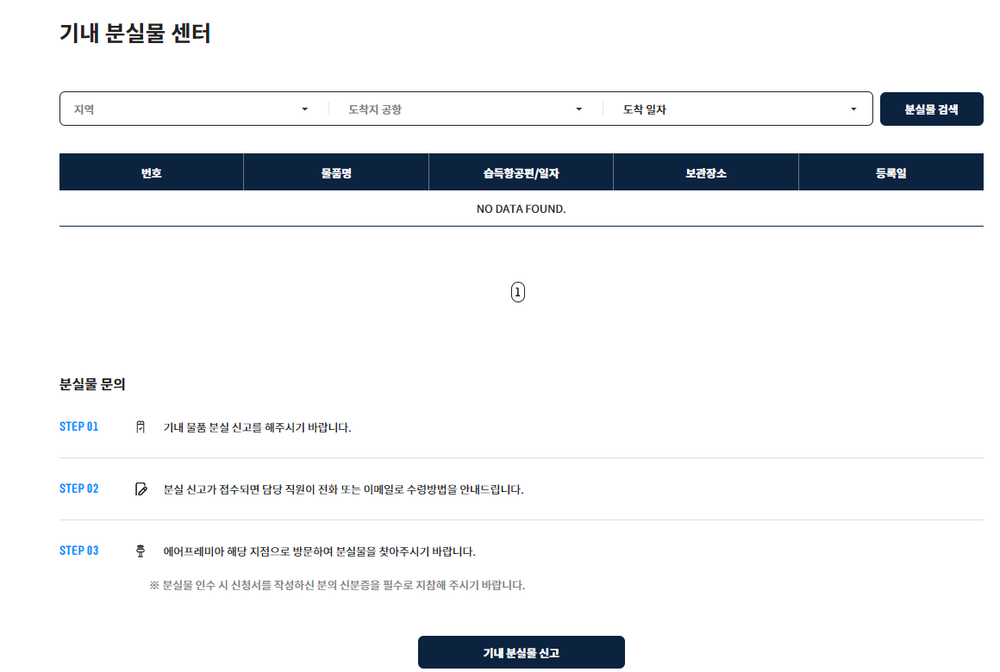 기내 분실물 센터
지역 도착지 공항 도착 일자 분실물 검색
번호 물품명 습득항공편/일자 보관장소 등록일
NO DATA FOUND.
1
분실물 문의
STEP 01 기내 물품 분실 신고를 해주시기 바랍니다.
STEP 02 분실 신고가 접수되면 담당 직원이 전화 또는 이메일로 수령방법을 안내드립니다.
STEP 03 에어프레미아 해당 지점으로 방문하여 분실물을 찾아주시기 바랍니다.
※ 분실물 인수 시 신청서를 작성하신 분의 신분증을 필수로 지참해 주시기 바랍니다.
기내 분실물 신고